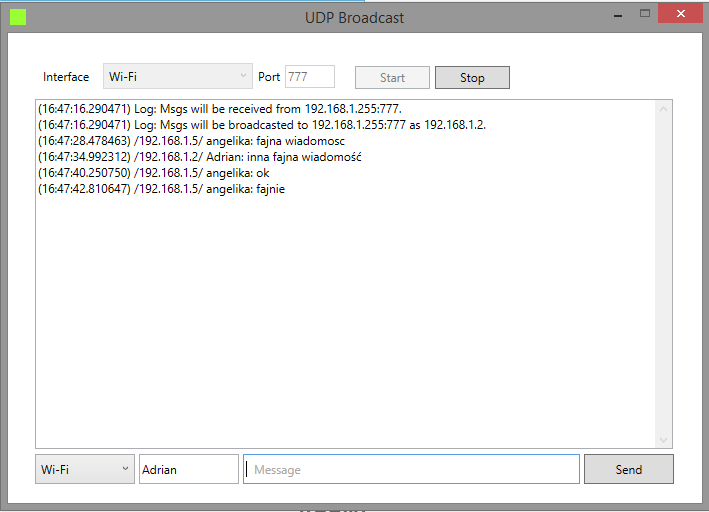 UDP Broadcast
Interface Wi-Fi Port 777 Start Stop
(16:47:16.290471) Log: Msgs will be received from 192.168.1.255:777.
(16:47:16.290471) Log: Msgs will be broadcasted to 192.168.1.255:777 as 192.168.1.2.
(16:47:28.478463) /192.168.1.5/ angelika: fajna wiadomosc
(16:47:34.992312) /192.168.1.2/ Adrian: inna fajna wiadomość
(16:47:40.250750) /192.168.1.5/ angelika: ok
(16:47:42.810647) /192.168.1.5/ angelika: fajnie
Wi-Fi Adrian Message Send